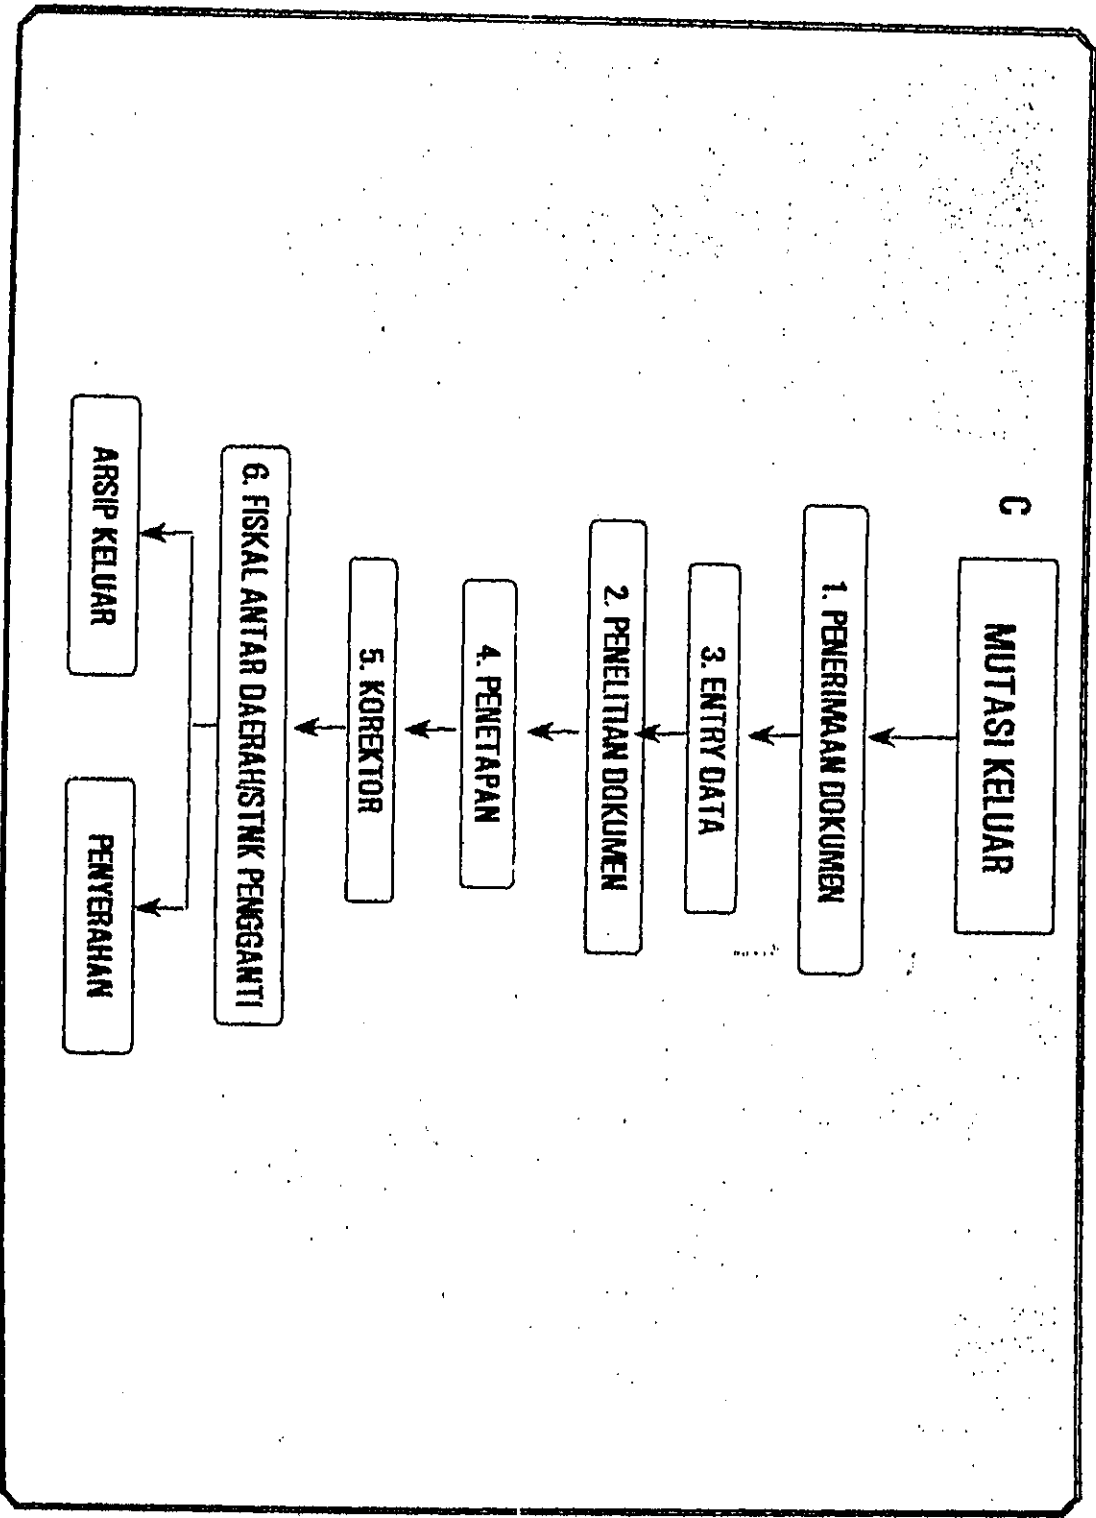 C
MUTASI KELUAR
1. PENERIMAAN DOKUMEN
3. ENTRY DATA
2. PENELITIAN DOKUMEN
4. PENETAPAN
5. KOREKTOR
6. FISKAL ANTAR DAERAH/STNK PENGGANTI
ARSIP KELUAR
PENYERAHAN